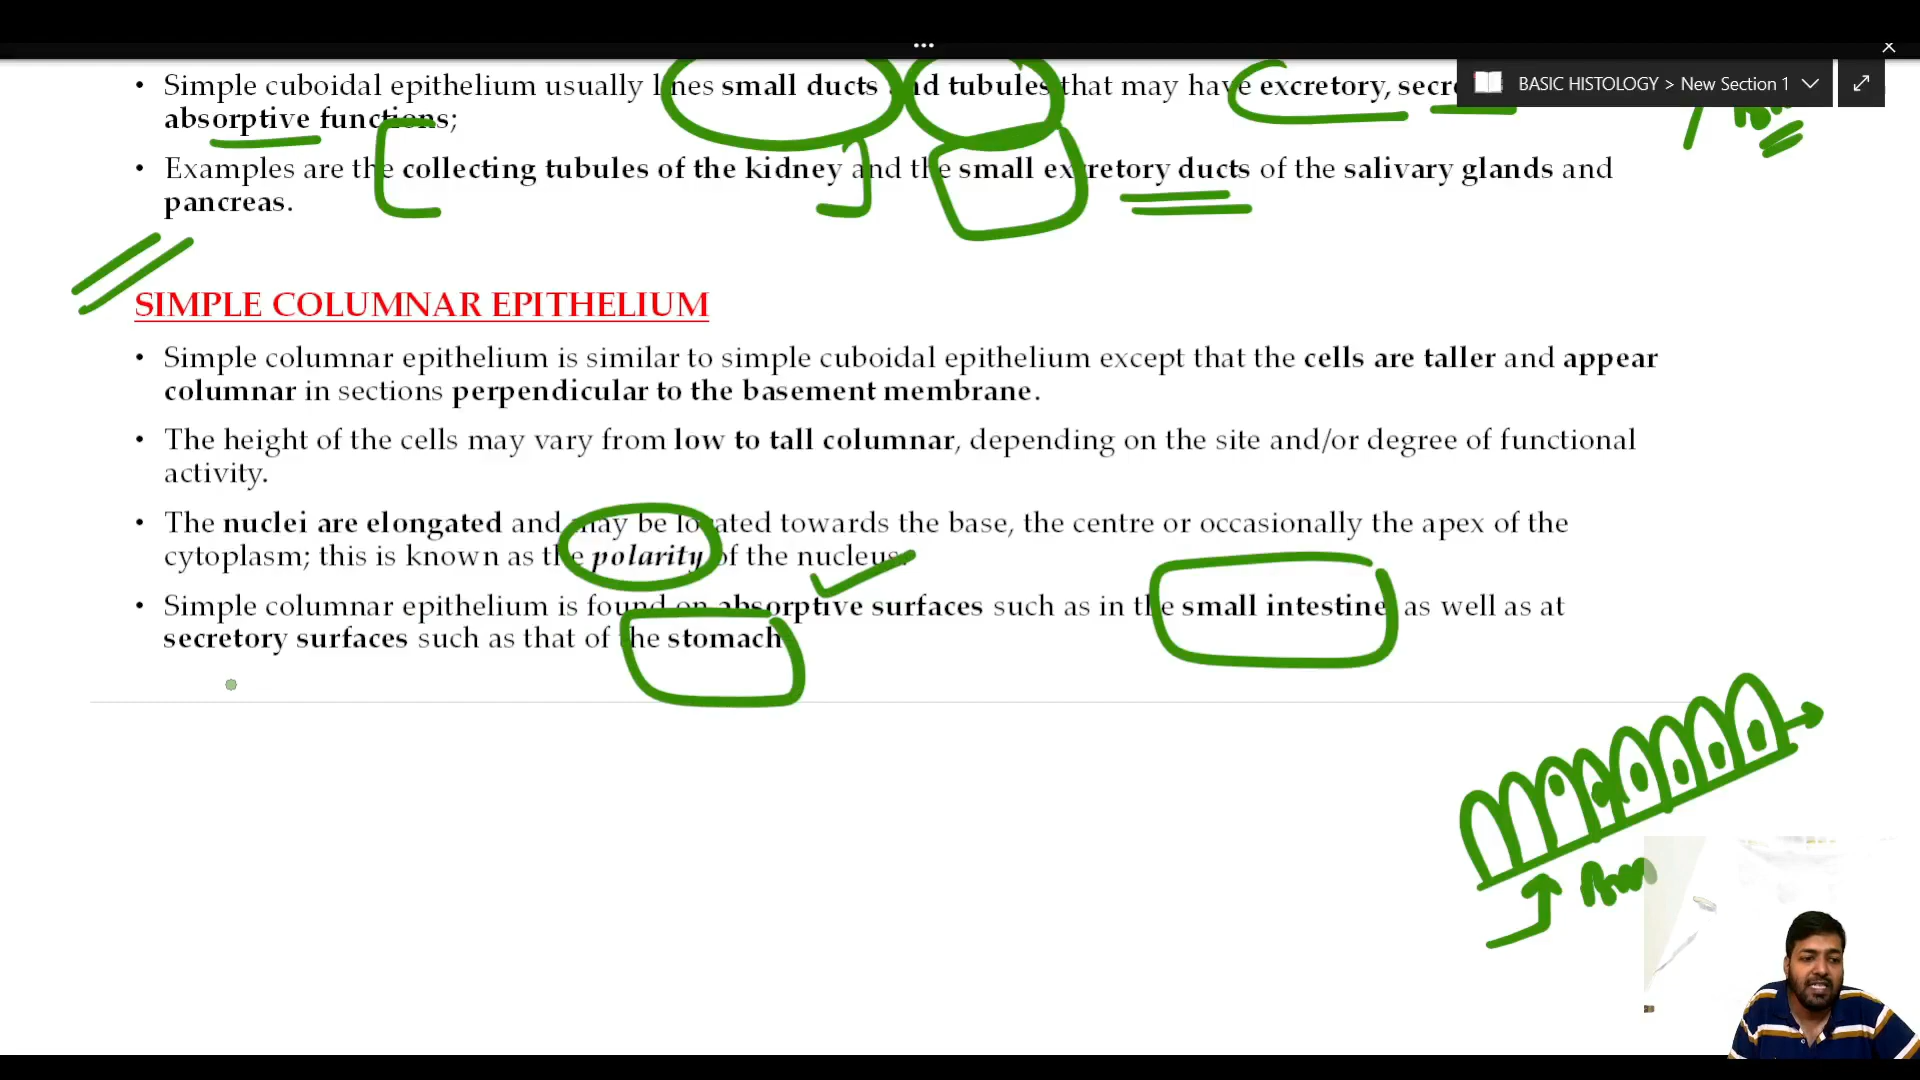 • Simple cuboidal epithelium usually lines small ducts and tubules that may have excretory,
BASIC HISTOLOGY > New Section 1
absorptive functions;
• Examples are the collecting tubules of the kidney and the small excretory ducts of the salivary glands and
pancreas.
SIMPLE COLUMNAR EPITHELIUM
• Simple columnar epithelium is similar to simple cuboidal epithelium except that the cells are taller and appear
columnar in sections perpendicular to the basement membrane.
• The height of the cells may vary from low to tall columnar, depending on the site and/or degree of functional
activity.
• The nuclei are elongated and may be located towards the base, the centre or occasionally the apex of the
cytoplasm; this is known as the polarity of the nucleus.
• Simple columnar epithelium is found on absorptive surfaces such as in the small intestine as well as at
secretory surfaces such as that of the stomach